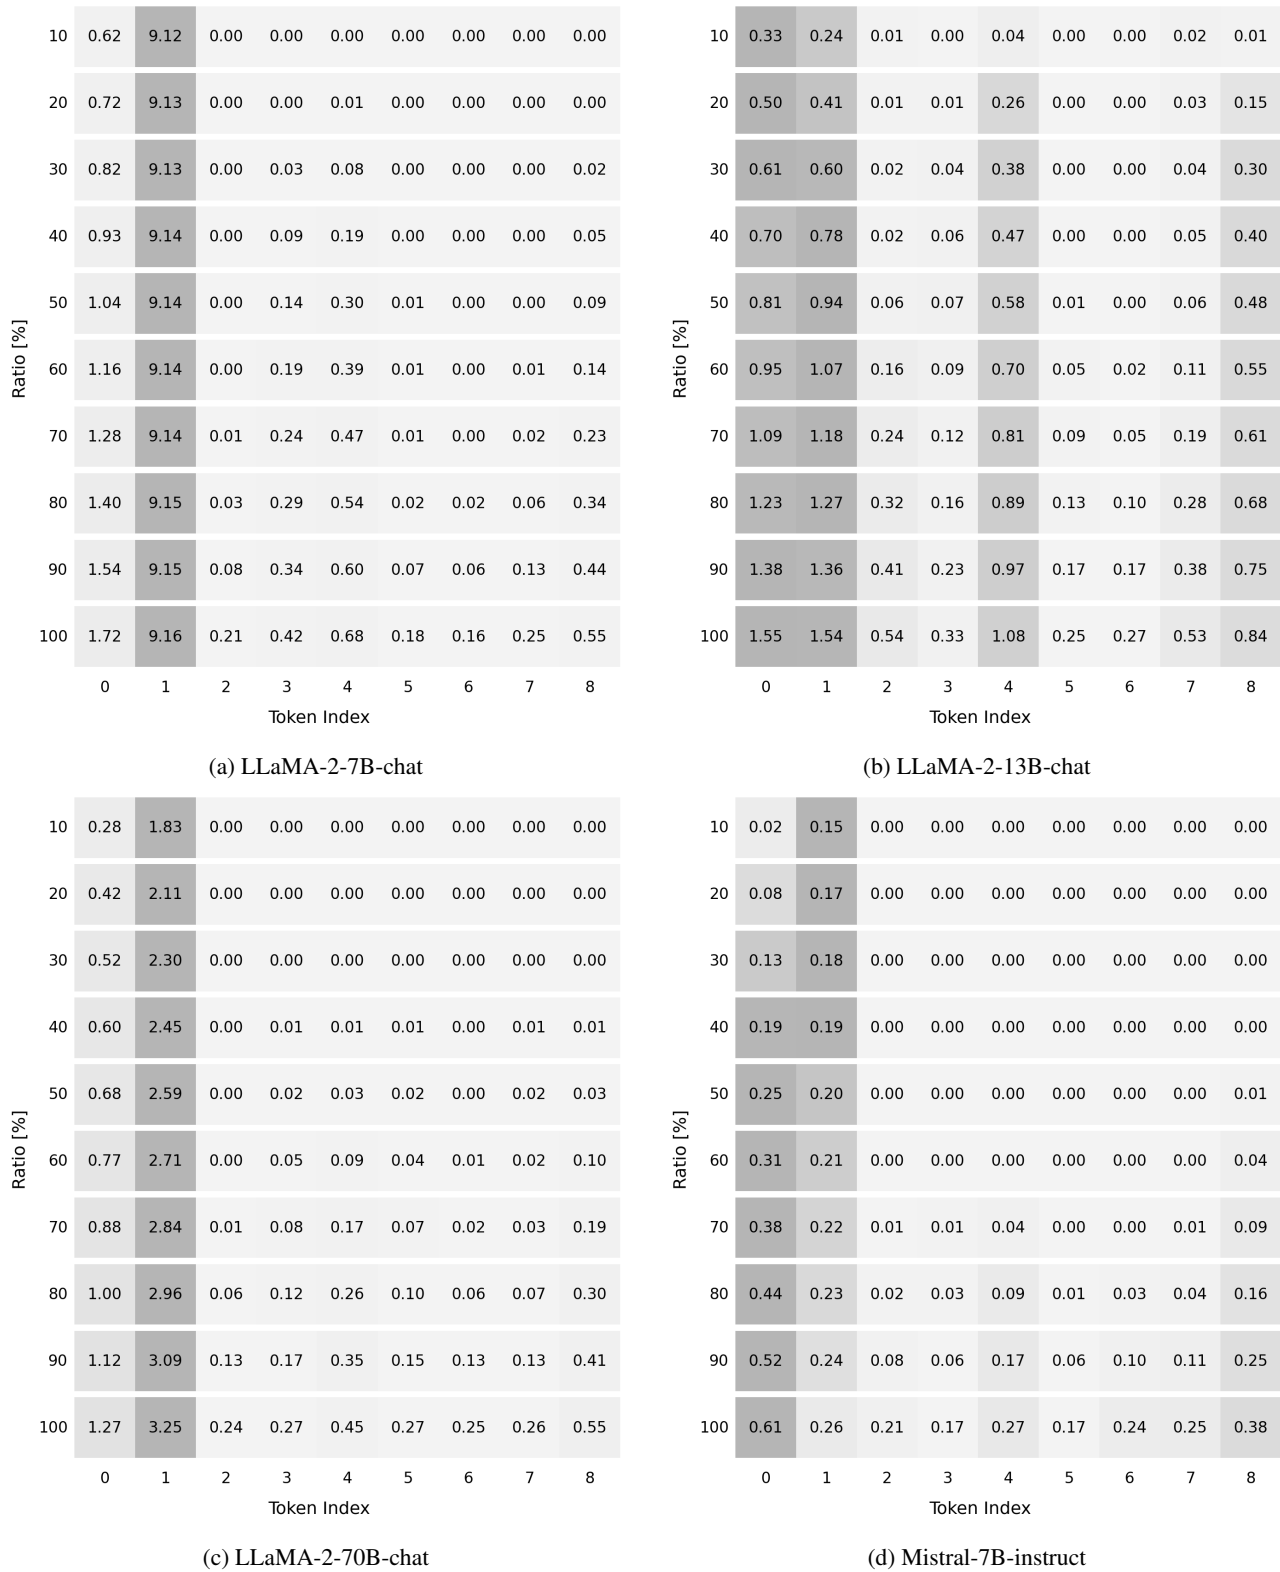 10 0.62 9.12 0.00 0.00 0.00 0.00 0.00 0.00 0.00
20 0.72 9.13 0.00 0.00 0.01 0.00 0.00 0.00 0.00
30 0.82 9.13 0.00 0.03 0.08 0.00 0.00 0.00 0.02
40 0.93 9.14 0.00 0.09 0.19 0.00 0.00 0.00 0.05
50 1.04 9.14 0.00 0.14 0.30 0.01 0.00 0.00 0.09
60 1.16 9.14 0.00 0.19 0.39 0.01 0.00 0.01 0.14
70 1.28 9.14 0.01 0.24 0.47 0.01 0.00 0.02 0.23
80 1.40 9.15 0.03 0.29 0.54 0.02 0.02 0.06 0.34
90 1.54 9.15 0.08 0.34 0.60 0.07 0.06 0.13 0.44
100 1.72 9.16 0.21 0.42 0.68 0.18 0.16 0.25 0.55
0 1 2 3 4 5 6 7 8
Ratio [%]
Token Index
(a) LLaMA-2-7B-chat
10 0.33 0.24 0.01 0.00 0.04 0.00 0.00 0.02 0.01
20 0.50 0.41 0.01 0.01 0.26 0.00 0.00 0.03 0.15
30 0.61 0.60 0.02 0.04 0.38 0.00 0.00 0.04 0.30
40 0.70 0.78 0.02 0.06 0.47 0.00 0.00 0.05 0.40
50 0.81 0.94 0.06 0.07 0.58 0.01 0.00 0.06 0.48
60 0.95 1.07 0.16 0.09 0.70 0.05 0.02 0.11 0.55
70 1.09 1.18 0.24 0.12 0.81 0.09 0.05 0.19 0.61
80 1.23 1.27 0.32 0.16 0.89 0.13 0.10 0.28 0.68
90 1.38 1.36 0.41 0.23 0.97 0.17 0.17 0.38 0.75
100 1.55 1.54 0.54 0.33 1.08 0.25 0.27 0.53 0.84
0 1 2 3 4 5 6 7 8
Ratio [%]
Token Index
(b) LLaMA-2-13B-chat
10 0.28 1.83 0.00 0.00 0.00 0.00 0.00 0.00 0.00
20 0.42 2.11 0.00 0.00 0.00 0.00 0.00 0.00 0.00
30 0.52 2.30 0.00 0.00 0.00 0.00 0.00 0.00 0.00
40 0.60 2.45 0.00 0.01 0.01 0.01 0.00 0.01 0.01
50 0.68 2.59 0.00 0.02 0.03 0.02 0.00 0.02 0.03
60 0.77 2.71 0.00 0.05 0.09 0.04 0.01 0.02 0.10
70 0.88 2.84 0.01 0.08 0.17 0.07 0.02 0.03 0.19
80 1.00 2.96 0.06 0.12 0.26 0.10 0.06 0.07 0.30
90 1.12 3.09 0.13 0.17 0.35 0.15 0.13 0.13 0.41
100 1.27 3.25 0.24 0.27 0.45 0.27 0.25 0.26 0.55
0 1 2 3 4 5 6 7 8
Ratio [%]
Token Index
(c) LLaMA-2-70B-chat
10 0.02 0.15 0.00 0.00 0.00 0.00 0.00 0.00 0.00
20 0.08 0.17 0.00 0.00 0.00 0.00 0.00 0.00 0.00
30 0.13 0.18 0.00 0.00 0.00 0.00 0.00 0.00 0.00
40 0.19 0.19 0.00 0.00 0.00 0.00 0.00 0.00 0.00
50 0.25 0.20 0.00 0.00 0.00 0.00 0.00 0.00 0.01
60 0.31 0.21 0.00 0.00 0.00 0.00 0.00 0.00 0.04
70 0.38 0.22 0.01 0.01 0.04 0.00 0.00 0.01 0.09
80 0.44 0.23 0.02 0.03 0.09 0.01 0.03 0.04 0.16
90 0.52 0.24 0.08 0.06 0.17 0.06 0.10 0.11 0.25
100 0.61 0.26 0.21 0.17 0.27 0.17 0.24 0.25 0.38
0 1 2 3 4 5 6 7 8
Ratio [%]
Token Index
(d) Mistral-7B-instruct